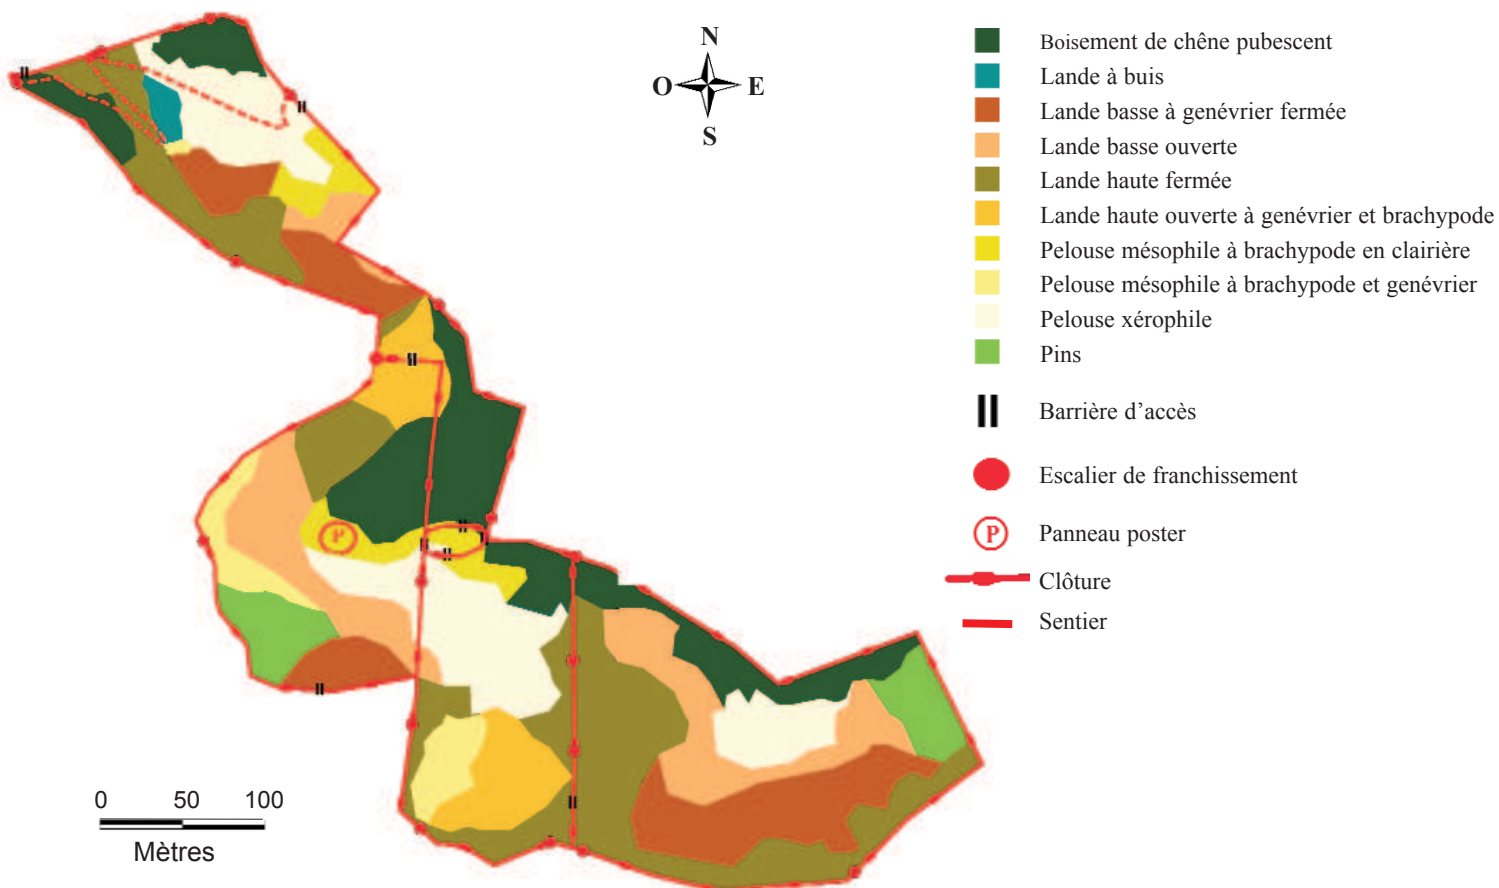 N
O E
S
Boisement de chêne pubescent
Lande à buis
Lande basse à genévrier fermée
Lande basse ouverte
Lande haute fermée
Lande haute ouverte à genévrier et brachypode
Pelouse mésophile à brachypode en clairière
Pelouse mésophile à brachypode et genévrier
Pelouse xérophile
Pins
Barrière d’accès
Escalier de franchissement
P Panneau poster
Clôture
Sentier
P
0 50 100
Mètres